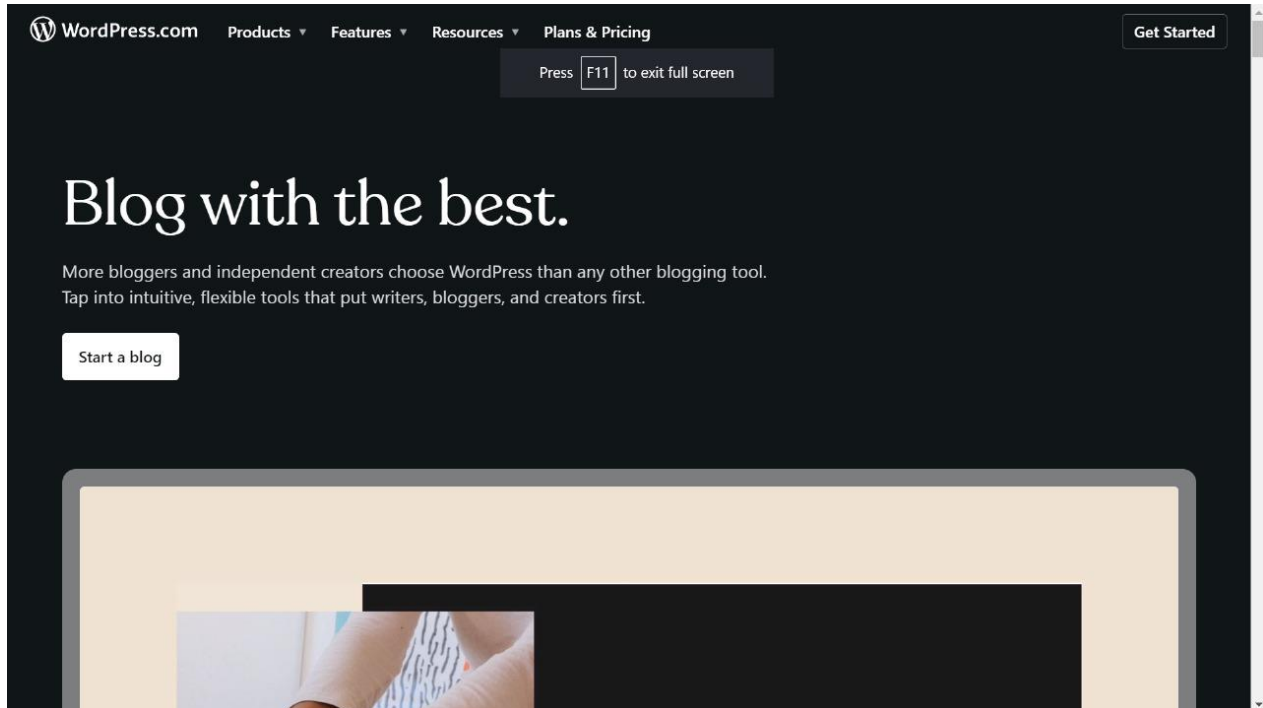 WordPress.com Products Features Resources Plans & Pricing Get Started
Press F11 to exit full screen
Blog with the best.
More bloggers and independent creators choose WordPress than any other blogging tool.
Tap into intuitive, flexible tools that put writers, bloggers, and creators first.
Start a blog